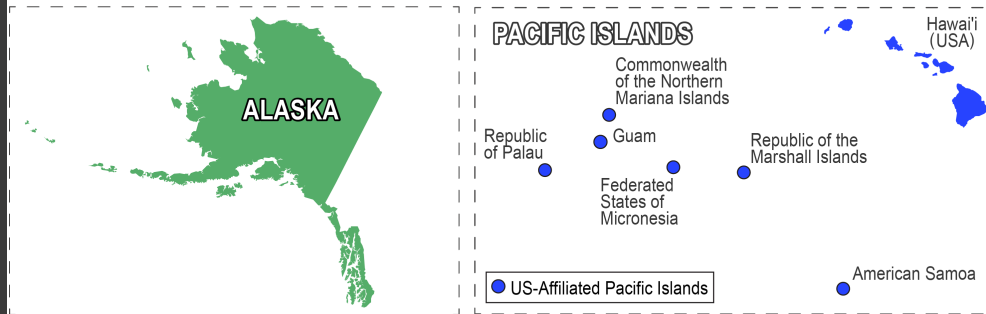 ALASKA
PACIFIC ISLANDS
Hawai'i
(USA)
Commonwealth
of the Northern
Mariana Islands
Guam
Republic
of Palau
Republic of the
Marshall Islands
Federated
States of
Micronesia
American Samoa
US-Affiliated Pacific Islands